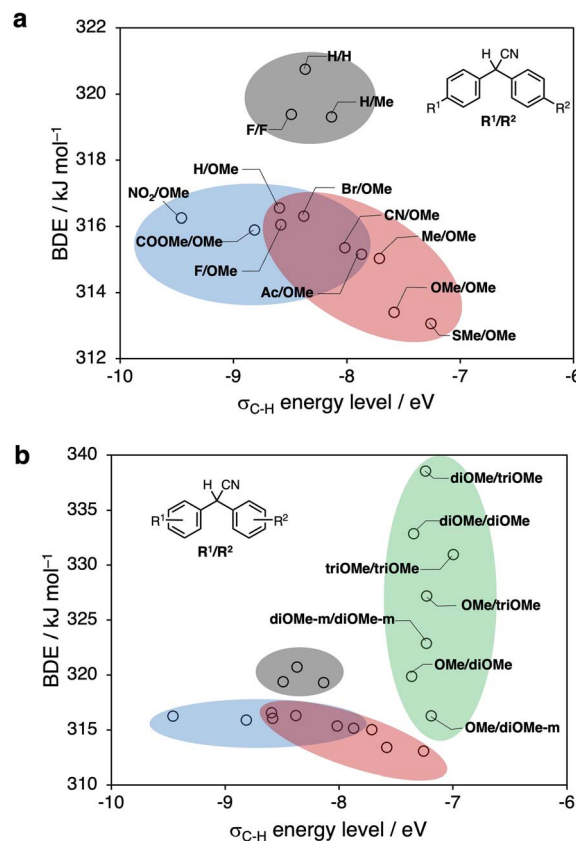 a
322
320
318
316
314
312
BDE / kJ mol⁻¹
H/H
H/Me
F/F
H CN
R¹ R²
R¹/R²
H/OMe
Br/OMe
NO₂/OMe
CN/OMe
COOMe/OMe
Me/OMe
F/OMe
Ac/OMe
OMe/OMe
SMe/OMe
-10 -9 -8 -7 -6
σC-H energy level / eV
b
340
335
330
325
320
315
310
BDE / kJ mol⁻¹
H CN
R¹ R²
R¹/R²
diOMe/triOMe
diOMe/diOMe
triOMe/triOMe
OMe/triOMe
diOMe-m/diOMe-m
OMe/diOMe
OMe/diOMe-m
-10 -9 -8 -7 -6
σC-H energy level / eV